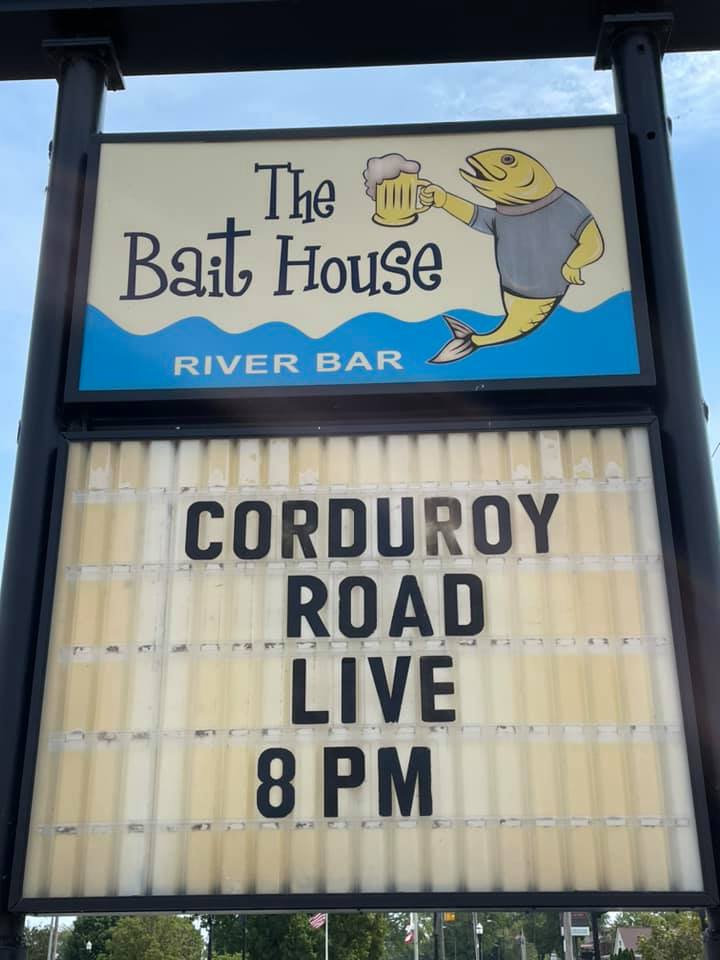 The
Bait House
RIVER BAR
CORDUROY
ROAD
LIVE
8 PM